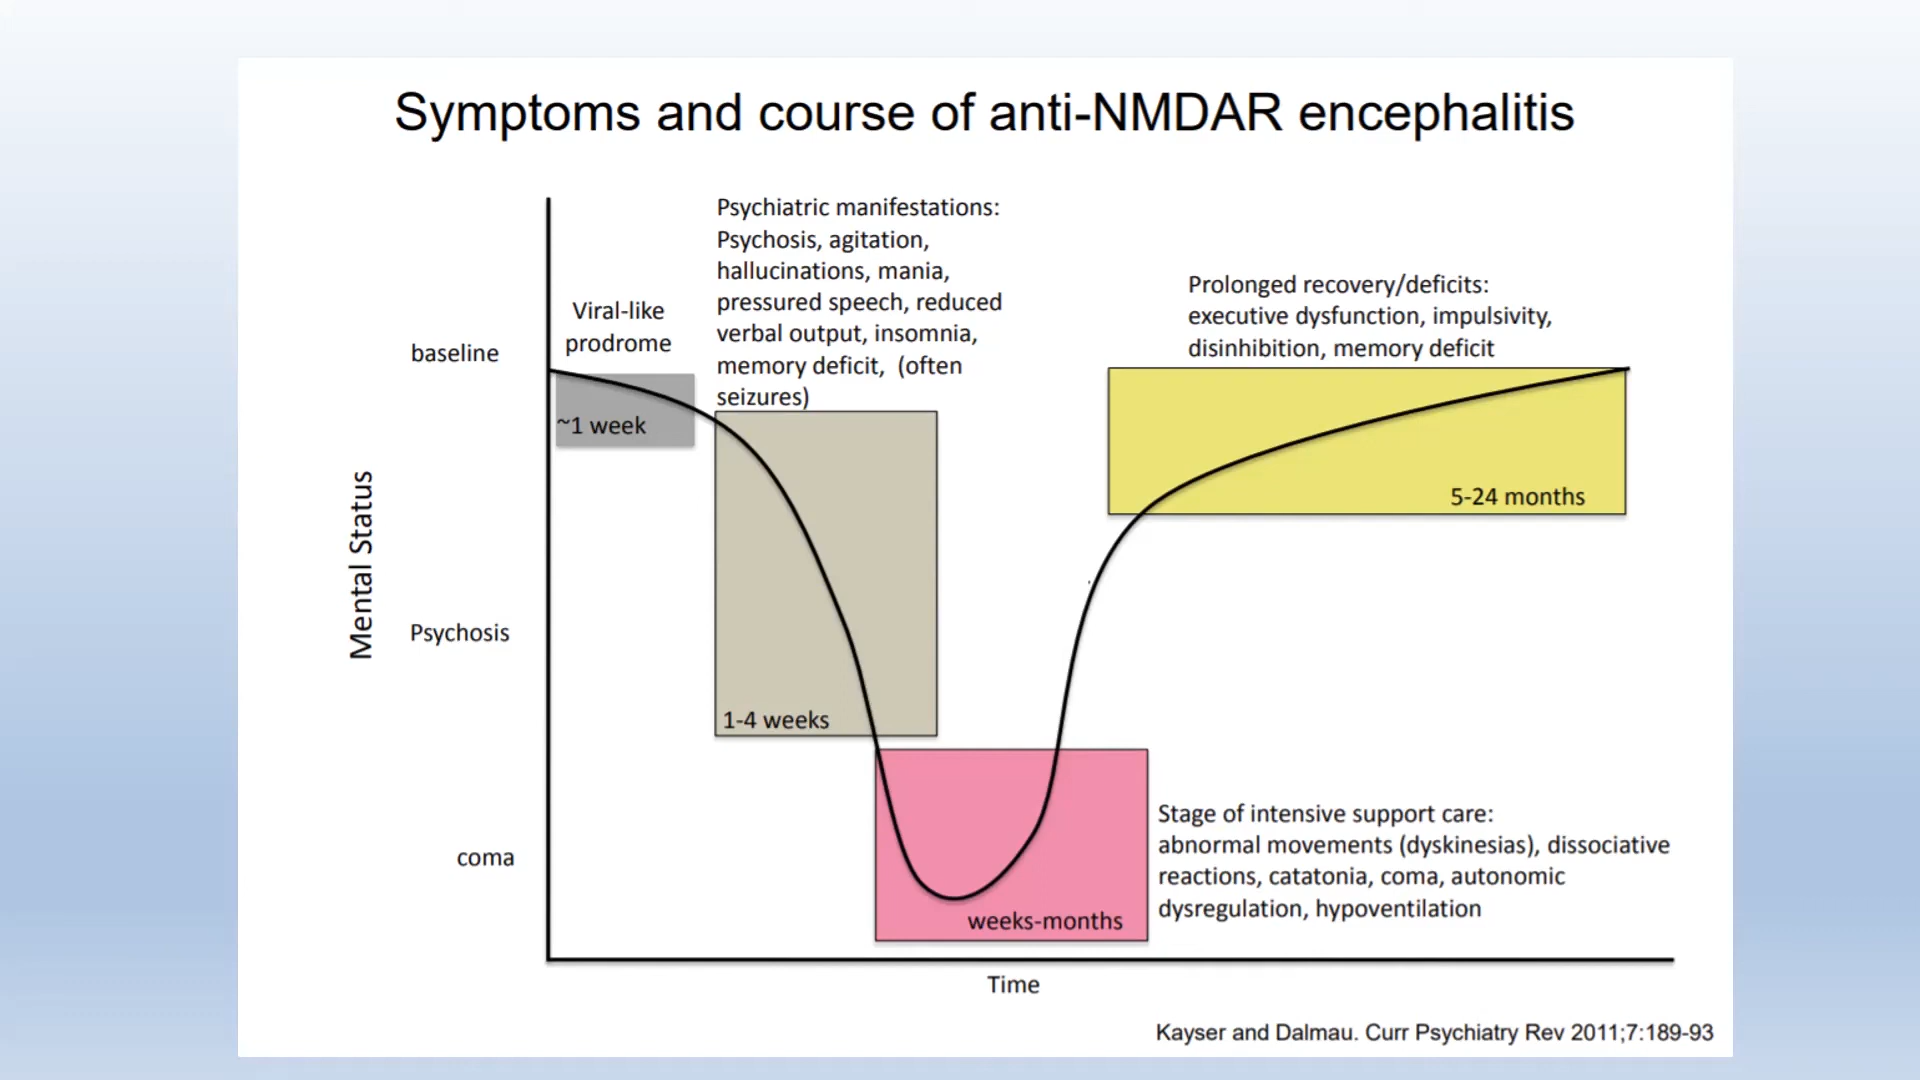 Symptoms and course of anti-NMDAR encephalitis
Psychiatric manifestations:
Psychosis, agitation,
hallucinations, mania,
pressured speech, reduced
verbal output, insomnia,
memory deficit, (often
seizures)
Viral-like
prodrome
Prolonged recovery/deficits:
executive dysfunction, impulsivity,
disinhibition, memory deficit
baseline
~1 week
5-24 months
Mental Status
Psychosis
1-4 weeks
coma
Stage of intensive support care:
abnormal movements (dyskinesias), dissociative
reactions, catatonia, coma, autonomic
dysregulation, hypoventilation
weeks-months
Time
Kayser and Dalmau. Curr Psychiatry Rev 2011;7:189-93